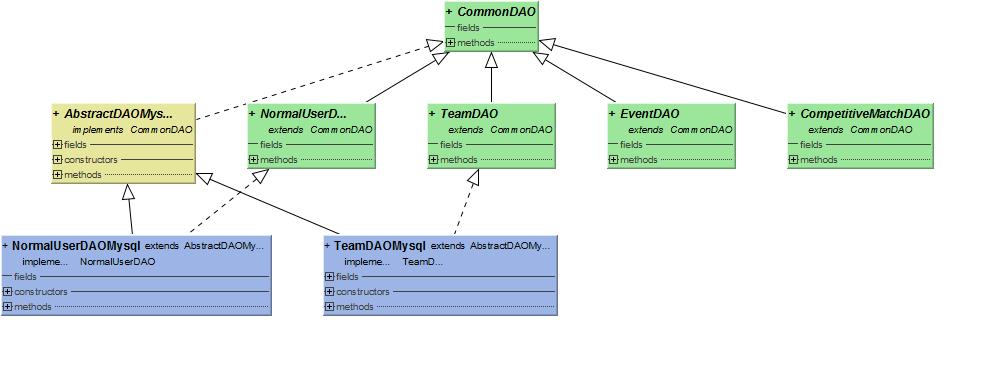 + CommonDAO
fields
methods
+ AbstractDAOMys...
implements CommonDAO
fields
constructors
methods
+ NormalUserD...
extends CommonDAO
fields
methods
+ TeamDAO
extends CommonDAO
fields
methods
+ EventDAO
extends CommonDAO
fields
methods
+ CompetitiveMatchDAO
extends CommonDAO
fields
methods
+ NormalUserDAOMysql extends AbstractDAOMy...
impleme... NormalUserDAO
fields
constructors
methods
+ TeamDAOMysql extends AbstractDAOMy...
impleme... TeamD...
fields
constructors
methods